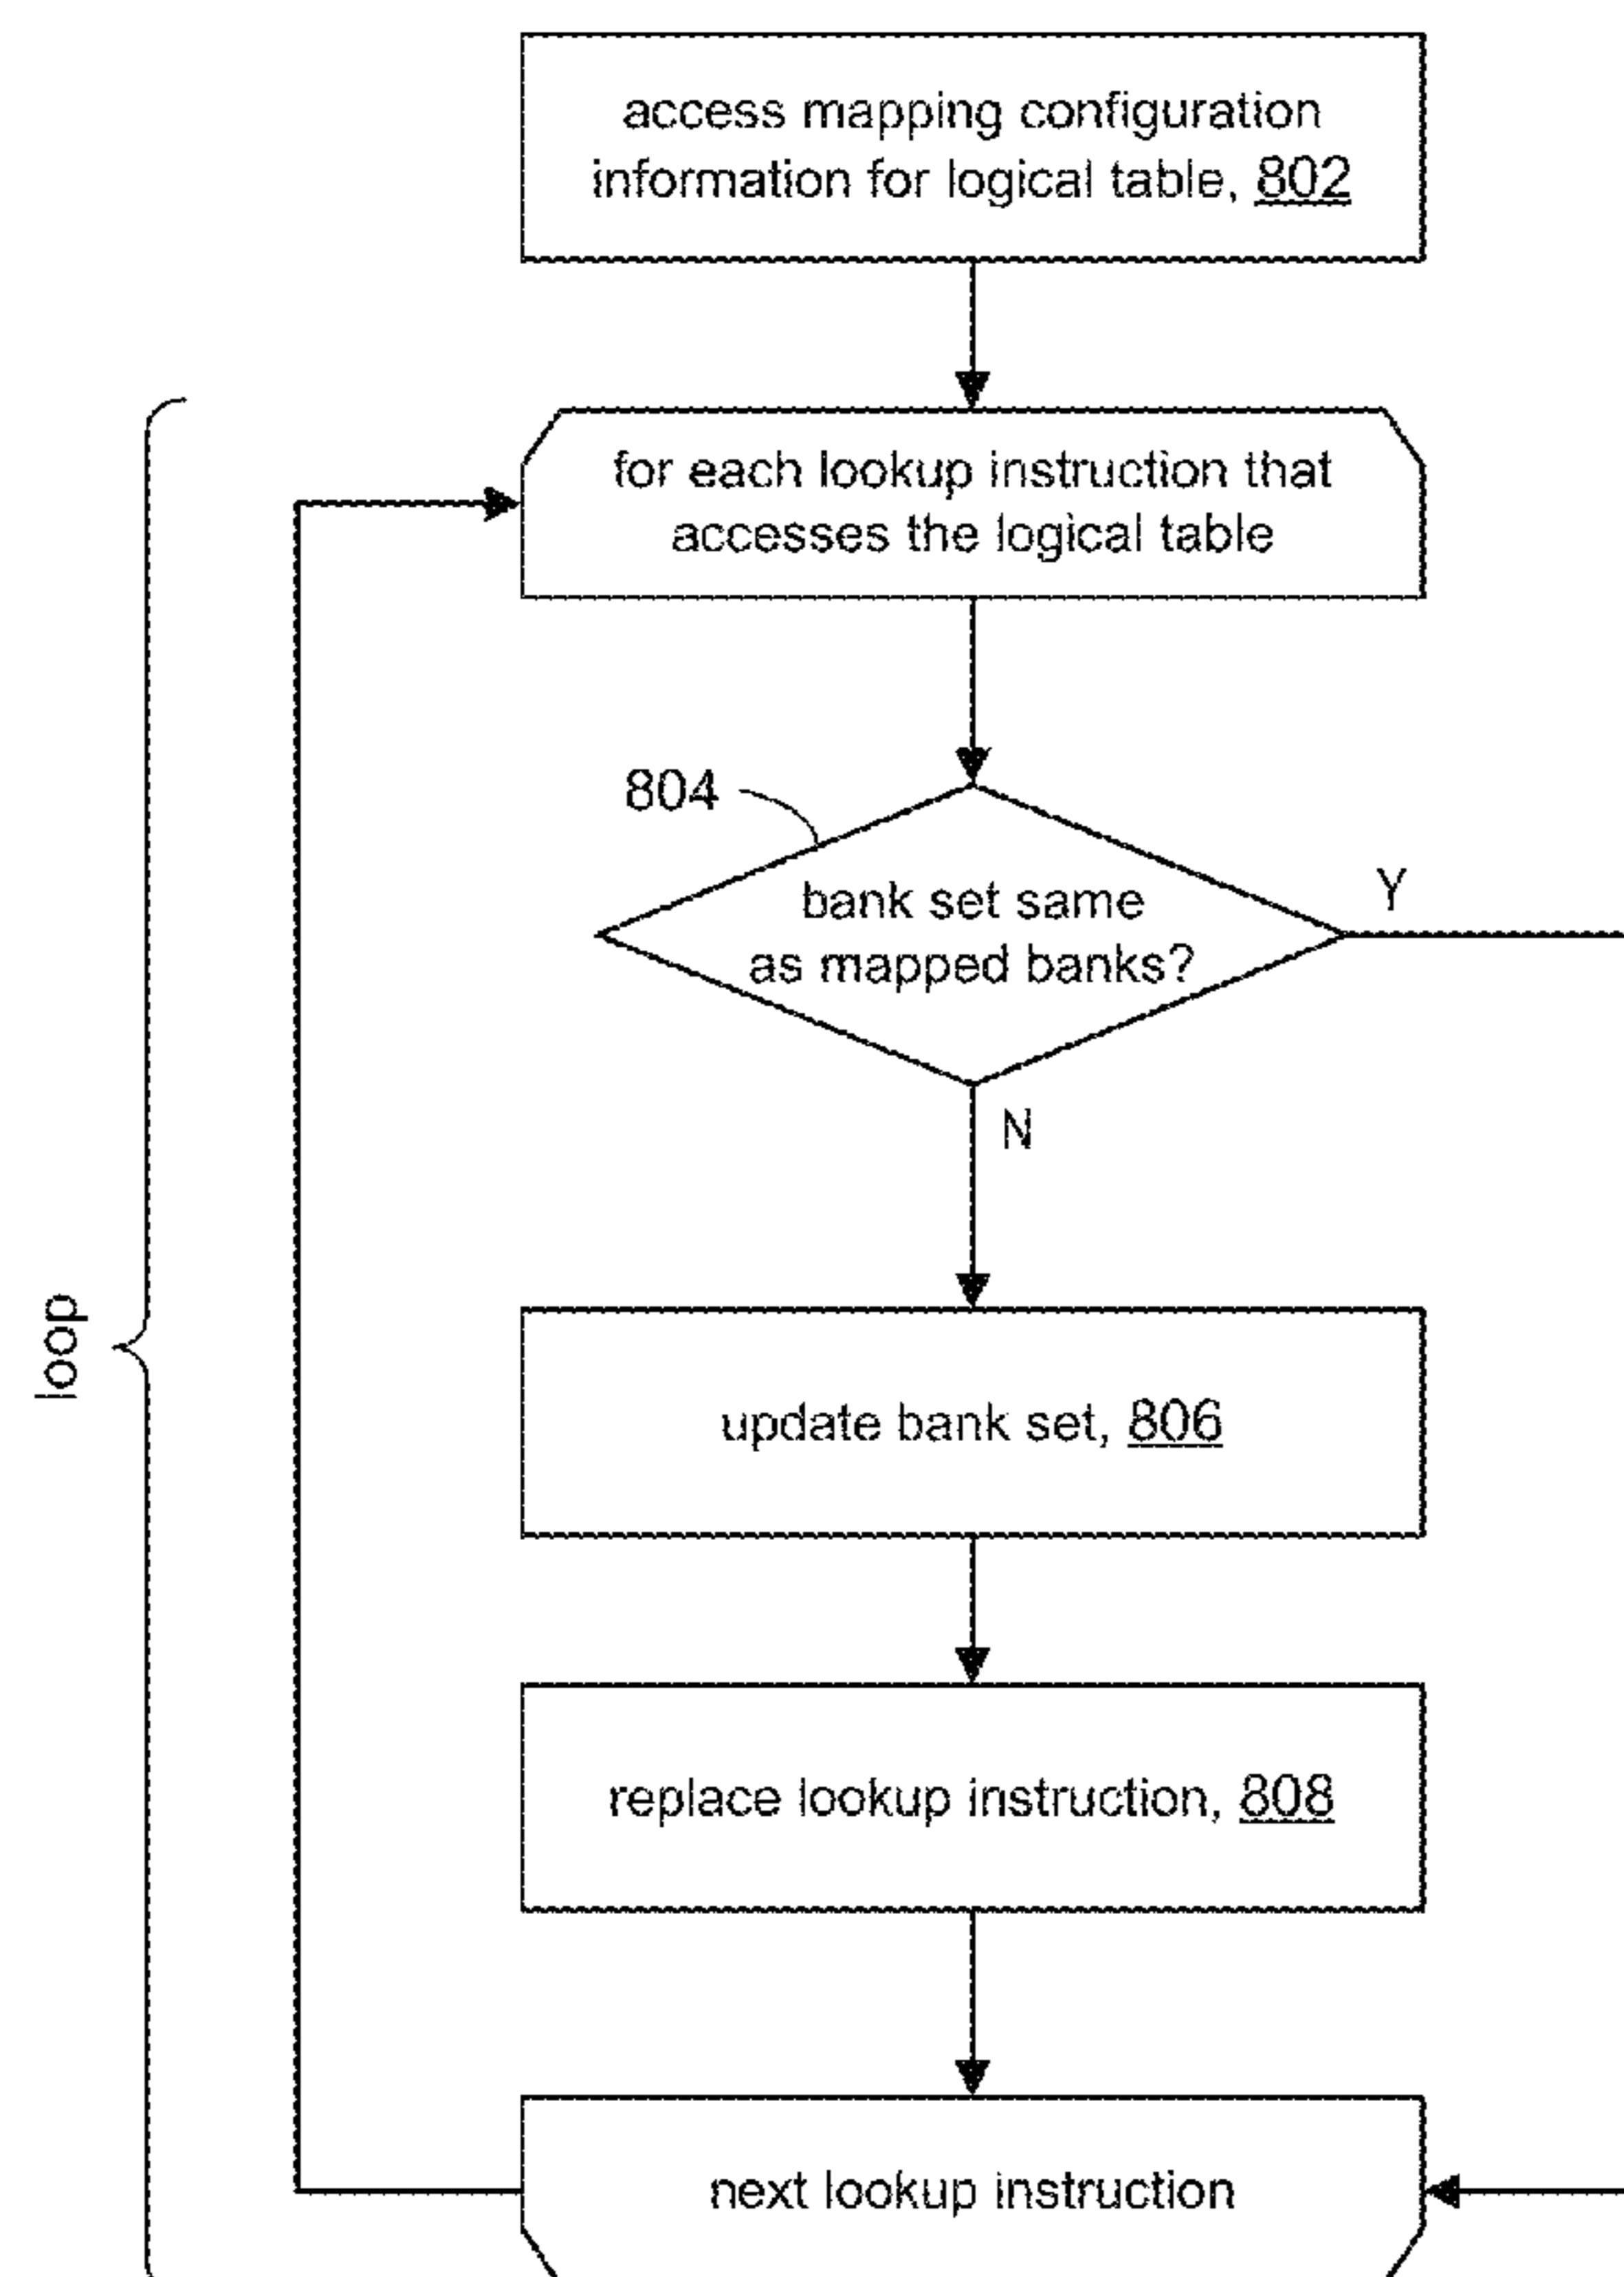 access mapping configuration
information for logical table, 802
for each lookup instruction that
accesses the logical table
804
bank set same
as mapped banks?
Y
N
loop
update bank set, 806
replace lookup instruction, 808
next lookup instruction